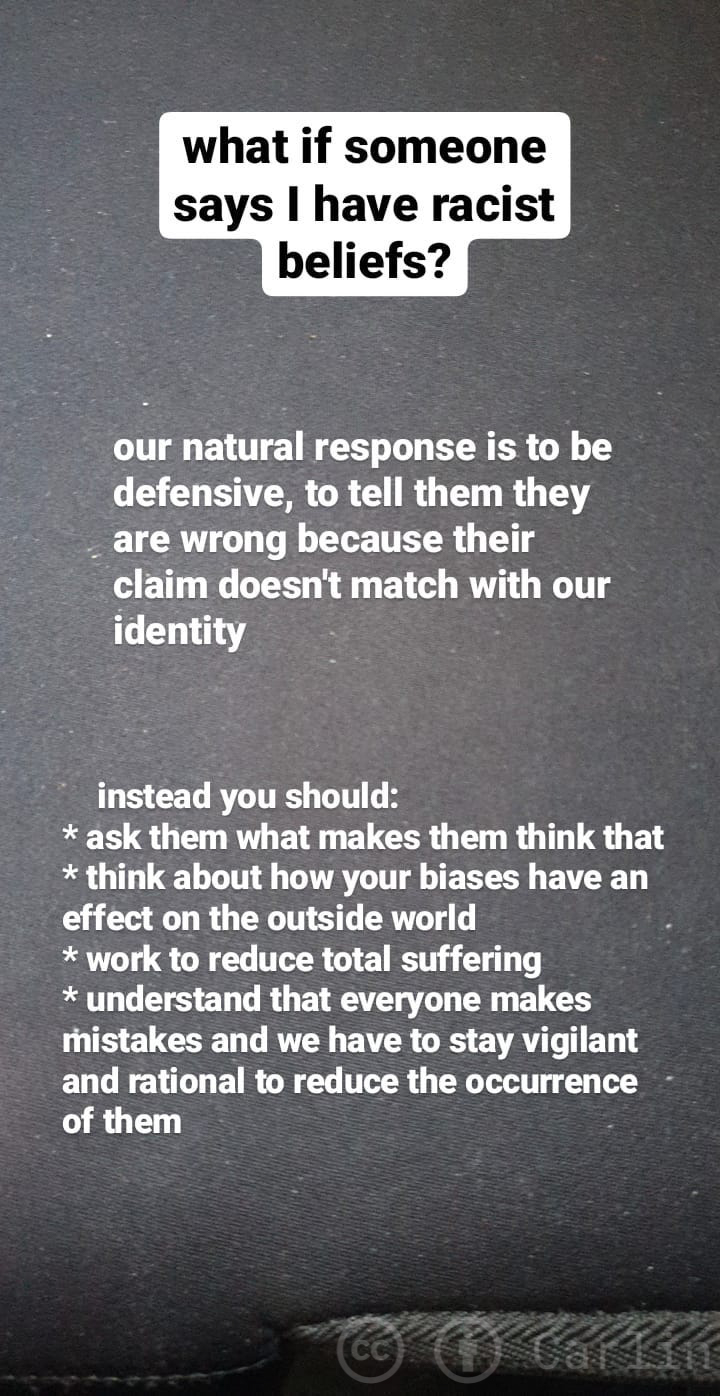 what if someone
says I have racist
beliefs?
our natural response is to be
defensive, to tell them they
are wrong because their
claim doesn't match with our
identity
instead you should:
* ask them what makes them think that
* think about how your biases have an
effect on the outside world
* work to reduce total suffering
* understand that everyone makes
mistakes and we have to stay vigilant
and rational to reduce the occurrence
of them
cc Carlin